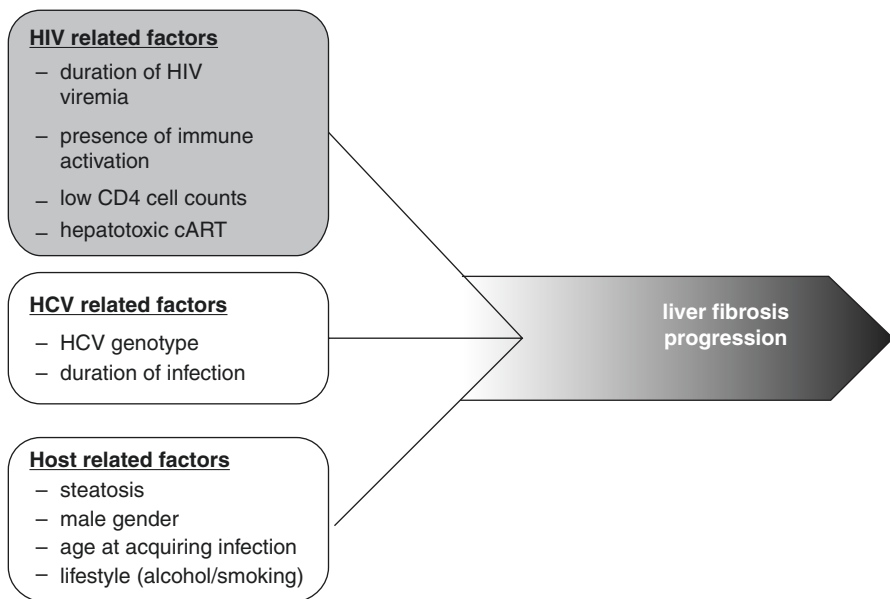 HIV related factors
– duration of HIV
viremia
– presence of immune
activation
– low CD4 cell counts
– hepatotoxic cART
HCV related factors
– HCV genotype
– duration of infection
Host related factors
– steatosis
– male gender
– age at acquiring infection
– lifestyle (alcohol/smoking)
liver fibrosis
progression